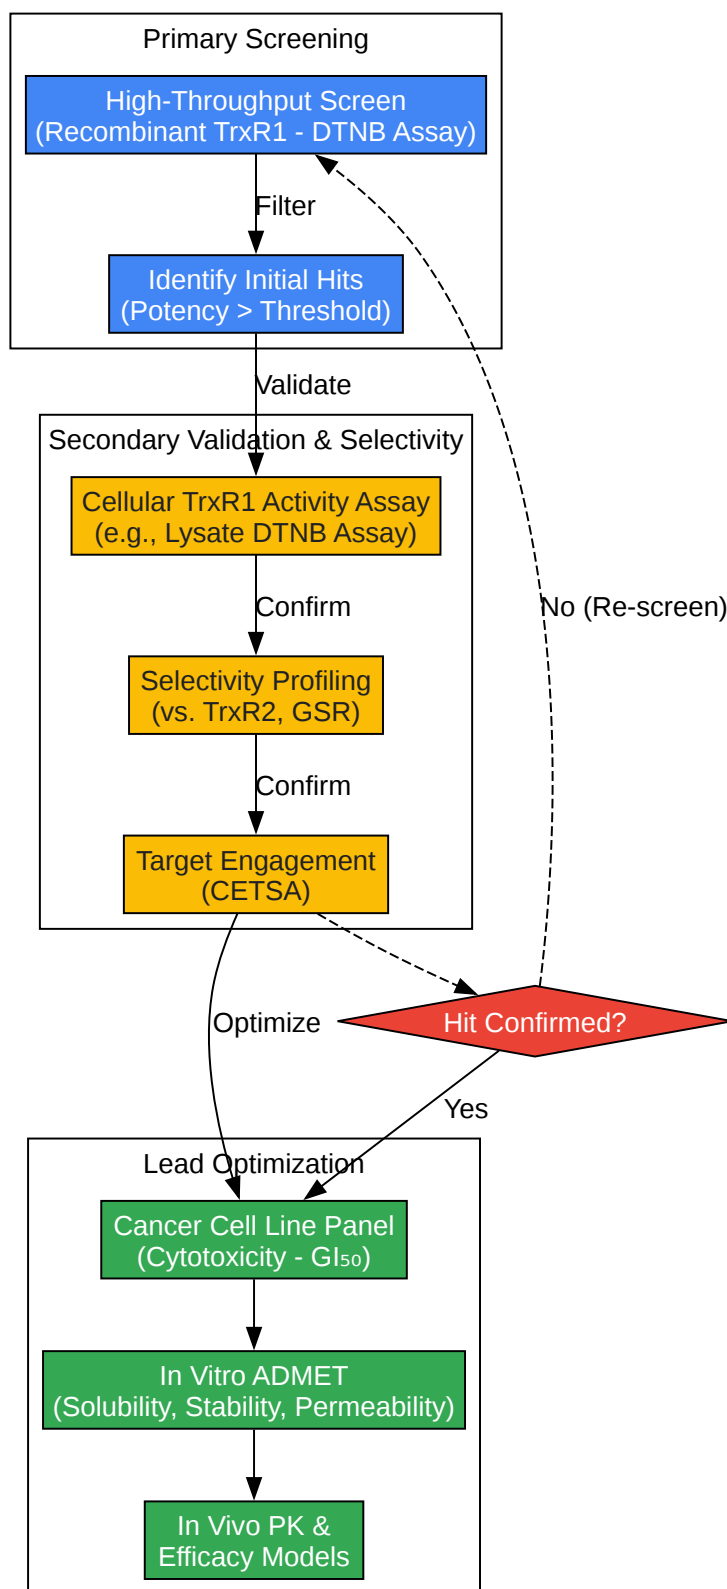 Primary Screening
High-Throughput Screen
(Recombinant TrxR1 - DTNB Assay)
Filter
Identify Initial Hits
(Potency > Threshold)
Validate
Secondary Validation & Selectivity
Cellular TrxR1 Activity Assay
(e.g., Lysate DTNB Assay)
Confirm
No (Re-screen)
Selectivity Profiling
(vs. TrxR2, GSR)
Confirm
Target Engagement
(CETSA)
Optimize
Hit Confirmed?
Yes
Lead Optimization
Cancer Cell Line Panel
(Cytotoxicity - GI₅₀)
In Vitro ADMET
(Solubility, Stability, Permeability)
In Vivo PK &
Efficacy Models